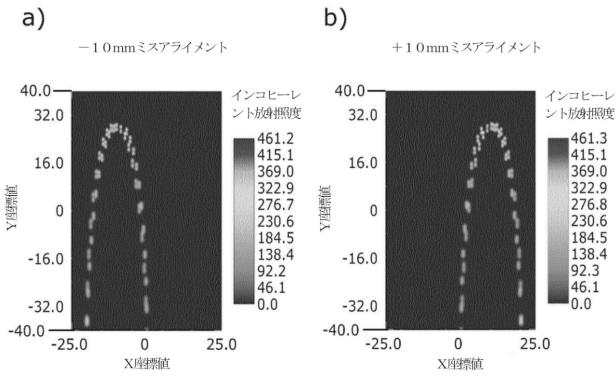 a)
−10mmミスアライメント
40.0
32.0
16.0
0
-16.0
-32.0
-40.0
Y座標値
-25.0 0 25.0
X座標値
インコヒーレ
ント放射照度
461.2
415.1
369.0
322.9
276.7
230.6
184.5
138.4
92.2
46.1
0.0
b)
+10mmミスアライメント
40.0
32.0
16.0
0
-16.0
-32.0
-40.0
Y座標値
-25.0 0 25.0
X座標値
インコヒーレ
ント放射照度
461.3
415.1
369.0
322.9
276.8
230.7
184.5
138.4
92.3
46.1
0.0